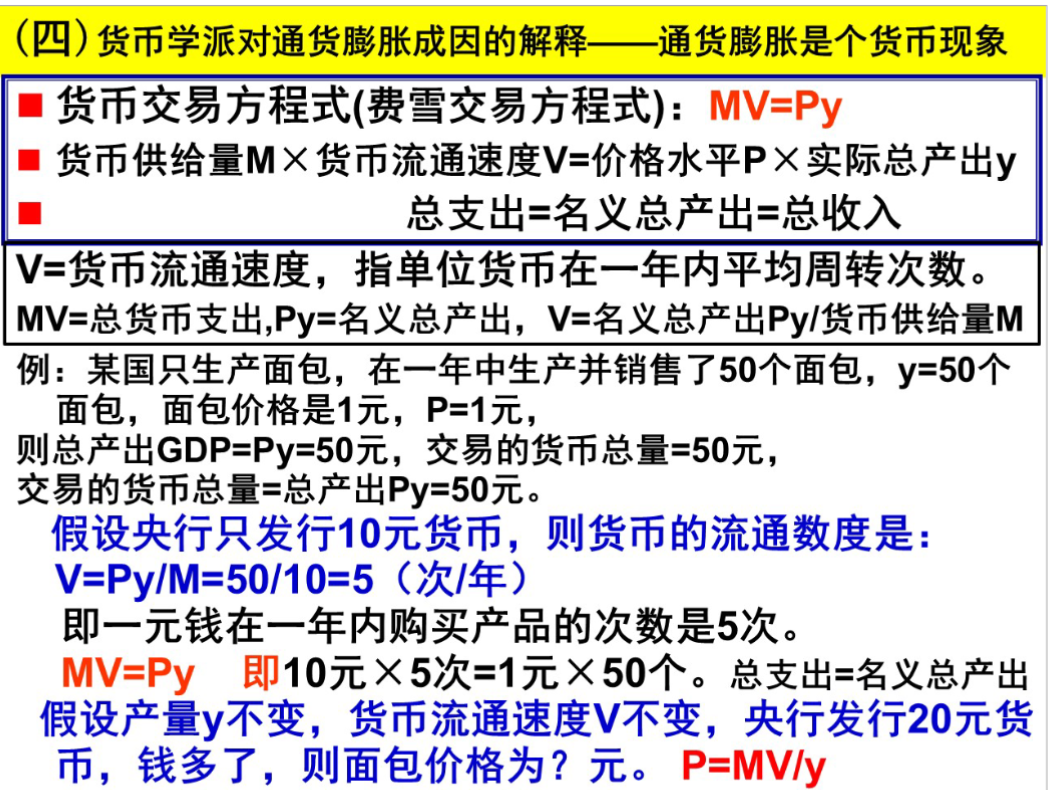 (四)货币学派对通货膨胀成因的解释——通货膨胀是个货币现象
货币交易方程式(费雪交易方程式)：MV=Py
货币供给量M×货币流通速度V=价格水平P×实际总产出y
总支出=名义总产出=总收入
V=货币流通速度，指单位货币在一年内平均周转次数。
MV=总货币支出,Py=名义总产出，V=名义总产出Py/货币供给量M
例：某国只生产面包，在一年中生产并销售了50个面包，y=50个
面包，面包价格是1元，P=1元，
则总产出GDP=Py=50元，交易的货币总量=50元，
交易的货币总量=总产出Py=50元。
假设央行只发行10元货币，则货币的流通数度是：
V=Py/M=50/10=5（次/年）
即一元钱在一年内购买产品的次数是5次。
MV=Py 即10元×5次=1元×50个。总支出=名义总产出
假设产量y不变，货币流通速度V不变，央行发行20元货
币，钱多了，则面包价格为？元。 P=MV/y